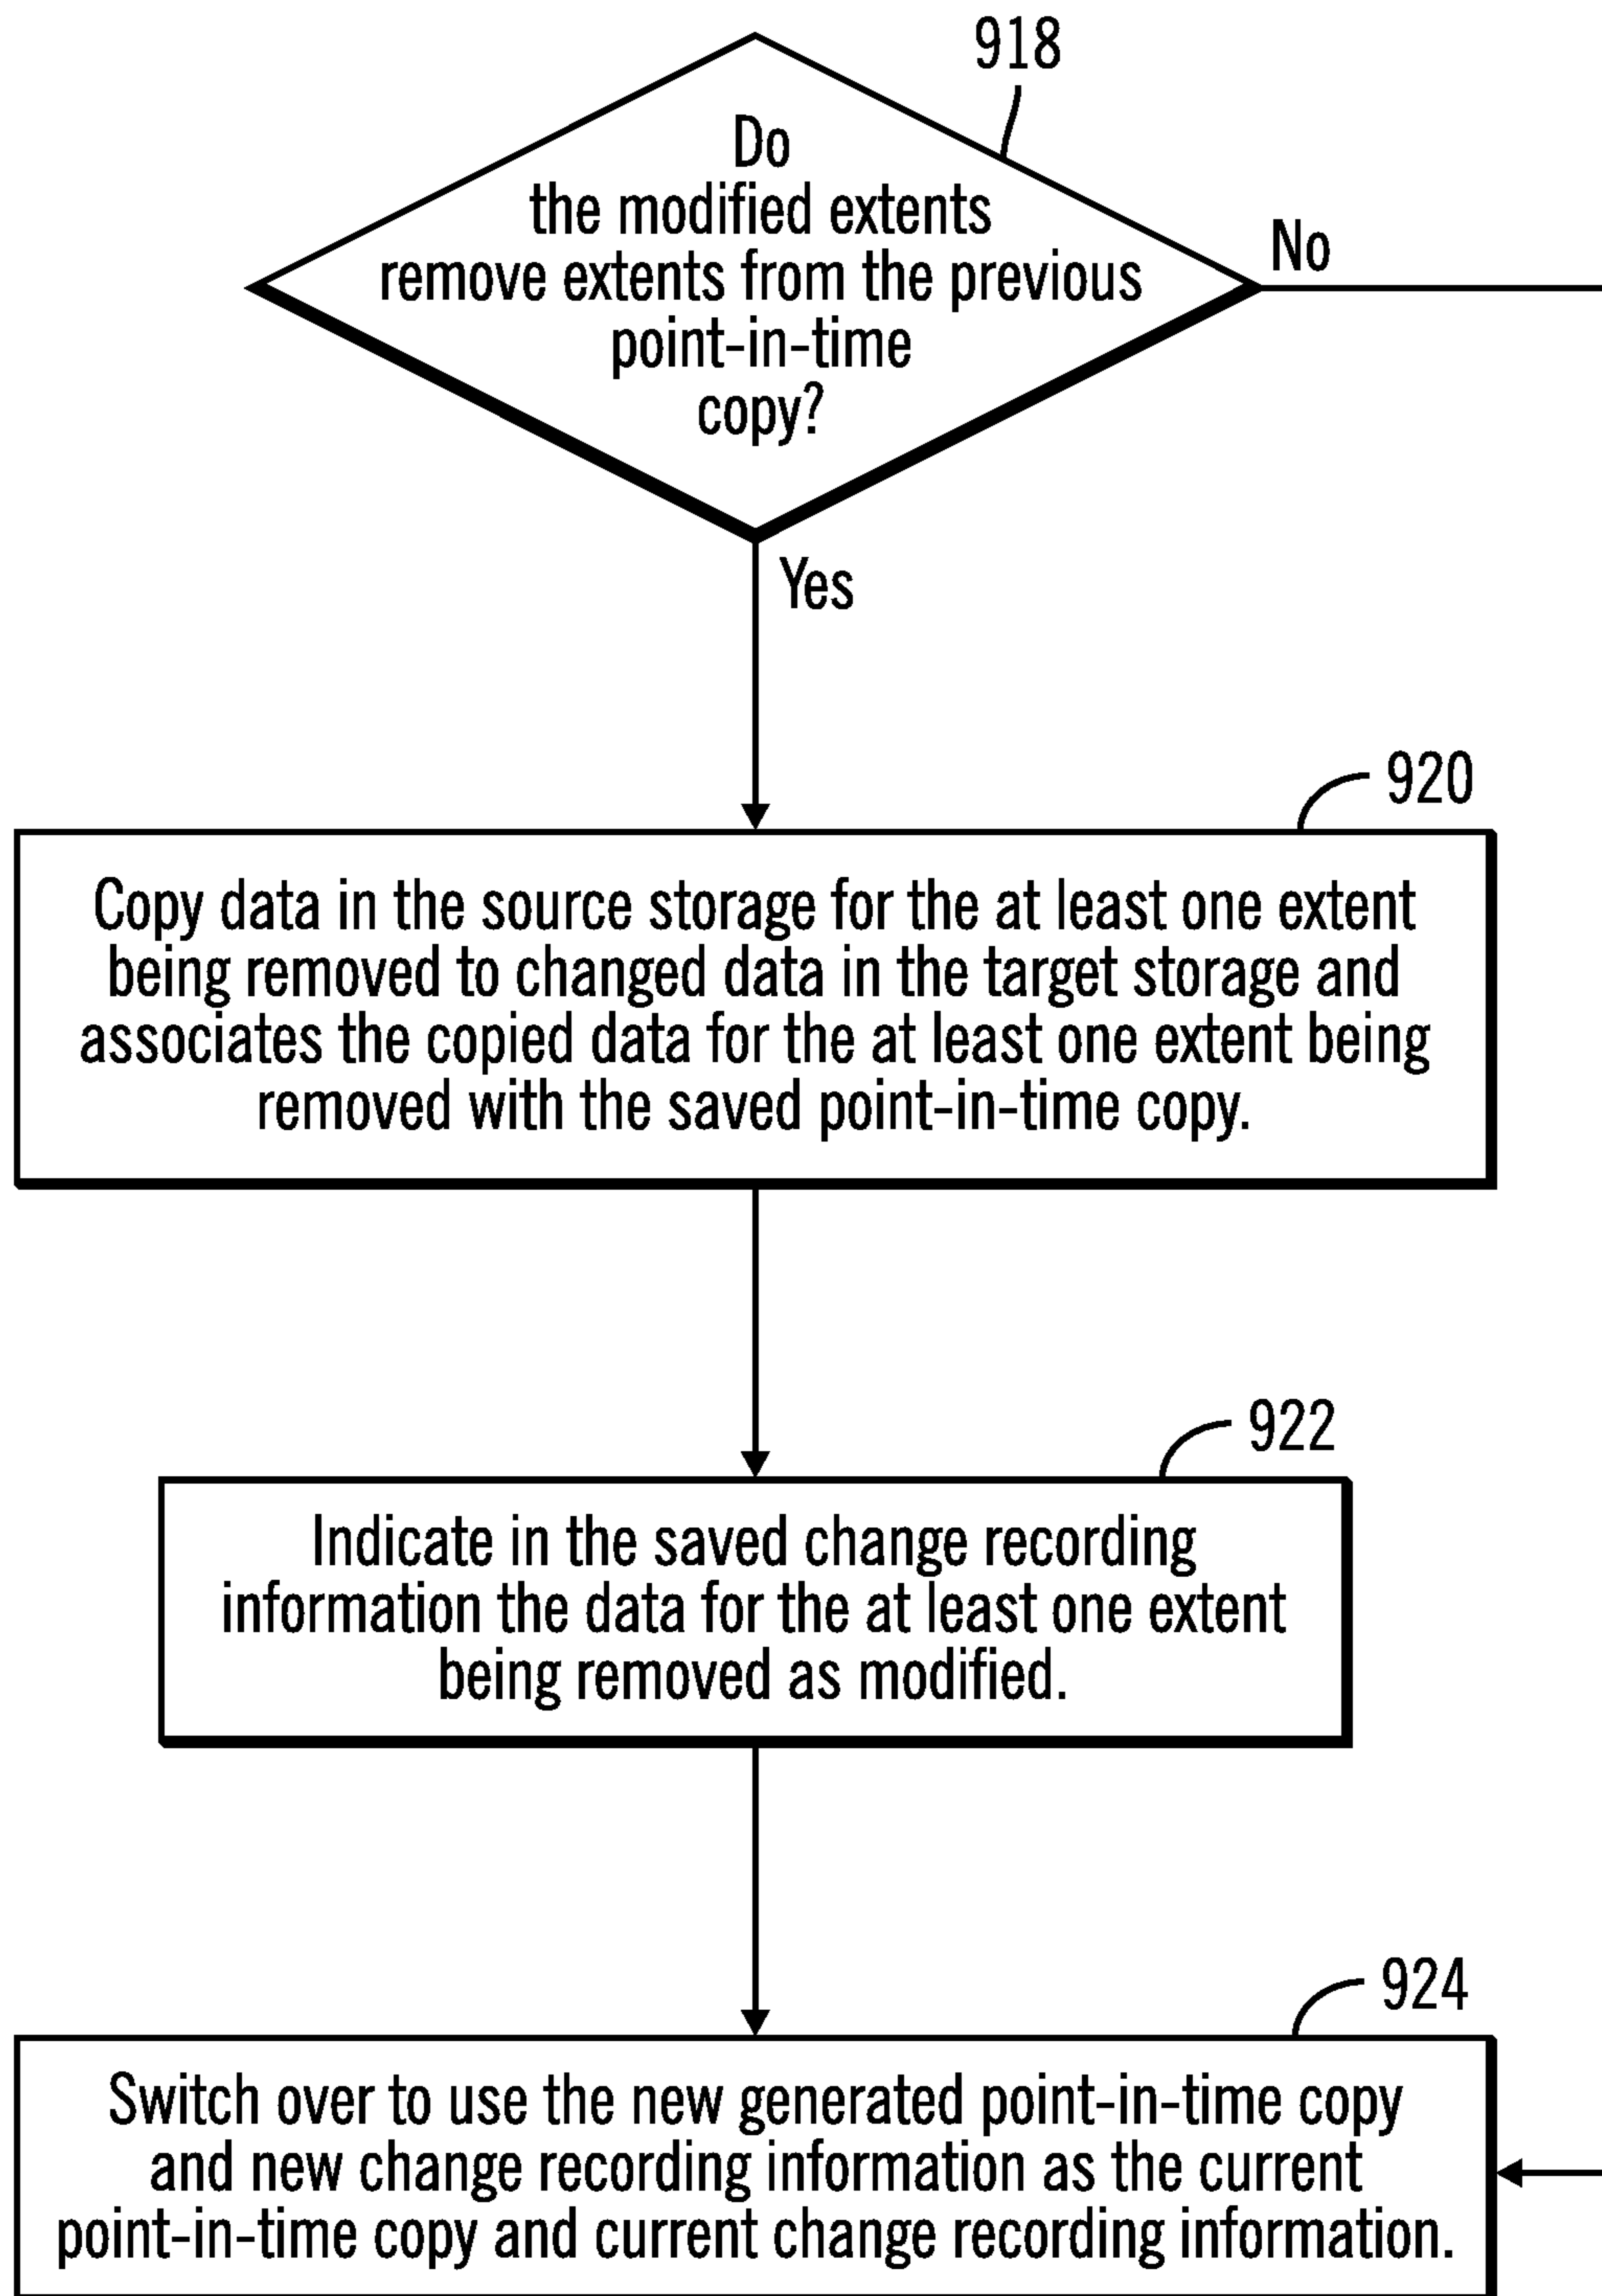 918
Do
the modified extents
remove extents from the previous
point-in-time
copy?
No
Yes
920
Copy data in the source storage for the at least one extent
being removed to changed data in the target storage and
associates the copied data for the at least one extent being
removed with the saved point-in-time copy.
922
Indicate in the saved change recording
information the data for the at least one extent
being removed as modified.
924
Switch over to use the new generated point-in-time copy
and new change recording information as the current
point-in-time copy and current change recording information.